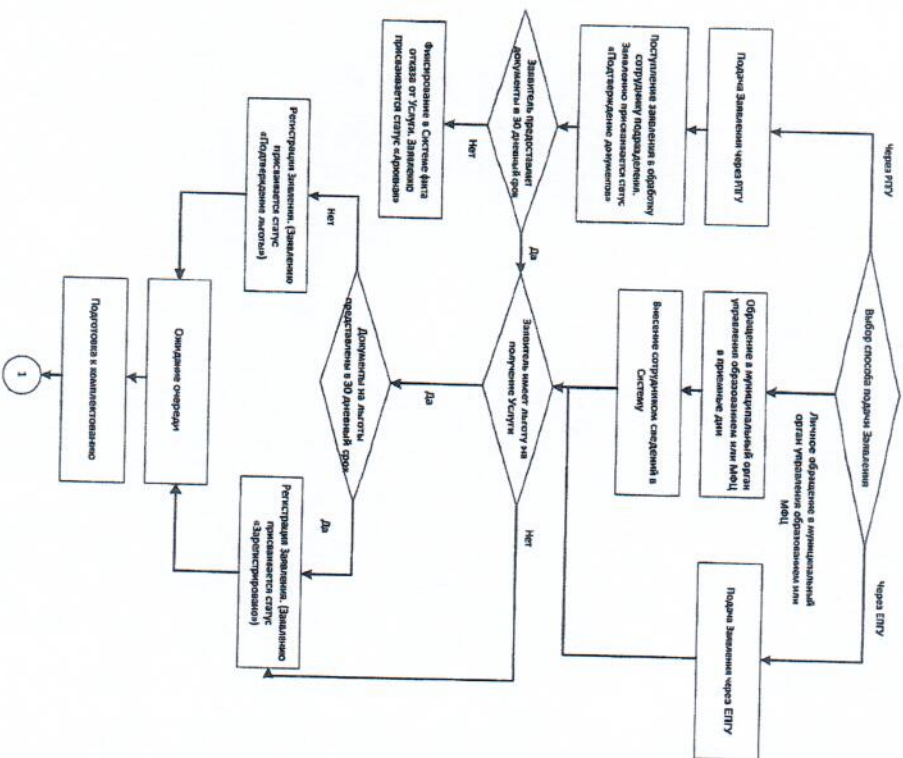 Выбор способа подачи Заявления
Через РПГУ
Личное обращение в муниципальный
орган управления образованием или
МФЦ
Через ЕПГУ
Подача Заявления через РПГУ
Обращение в муниципальный орган
управления образованием или МФЦ
в приемные дни
Подача Заявления через ЕПГУ
Поступление заявления в обработку
сотруднику подразделения.
Заявлению присваивается статус
«Подтверждение документов»
Внесение сотрудником сведений в
Систему
Заявитель предоставит
документы в 30 дневный срок
Да
Нет
Заявитель имеет льготу на
получение Услуги
Нет
Да
Фиксирование в Системе факта
отказа от Услуги. Заявлению
присваивается статус «Архивная»
Документы на льготы
представлены в 30 дневный срок
Нет
Да
Регистрация Заявления. (Заявлению
присваивается статус
«Подтверждение льготы»)
Регистрация Заявления. (Заявлению
присваивается статус
«Зарегистрировано»)
Ожидание очереди
Подготовка к комплектованию
1